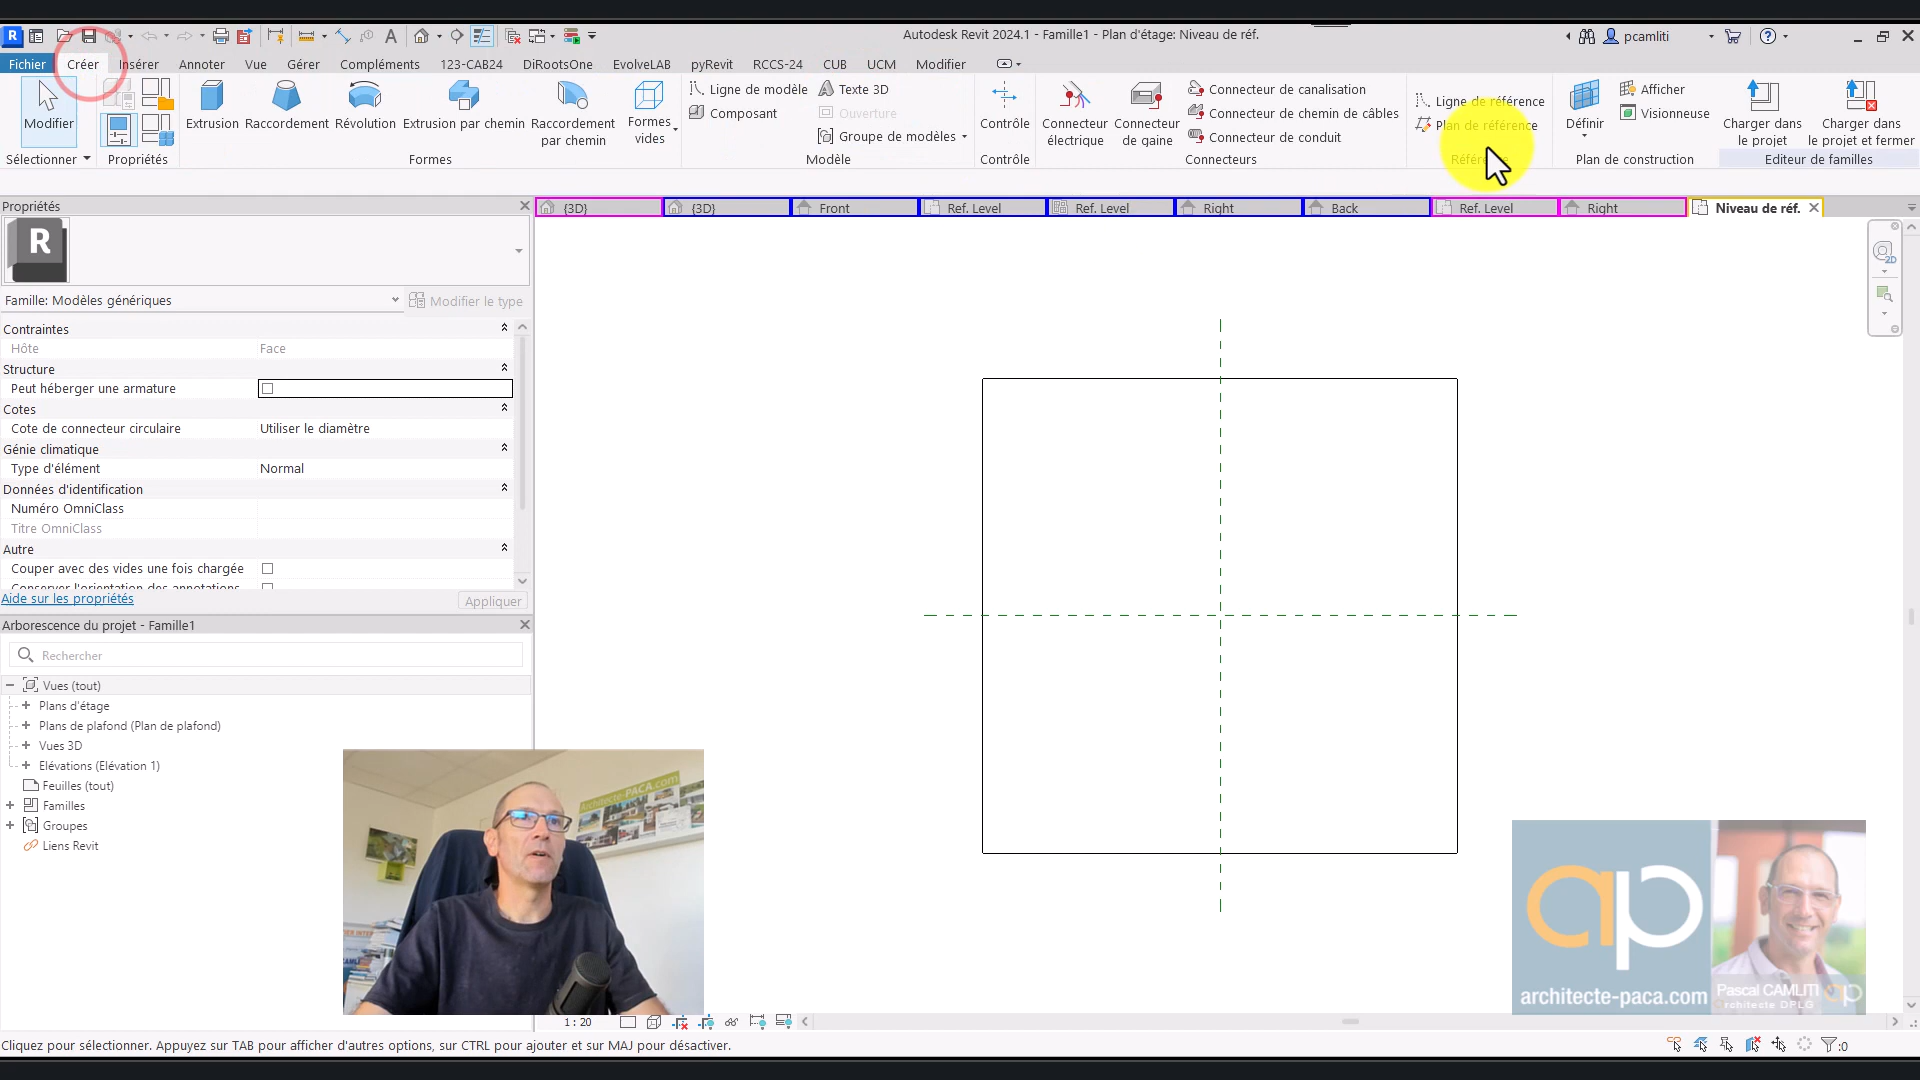 Autodesk Revit 2024.1 - Famille1 - Plan d'étage: Niveau de réf.
pcamliti
Fichier Créer Insérer Annoter Vue Gérer Compléments 123-CAB24 DiRootsOne EvolveLAB pyRevit RCCS-24 CUB UCM Modifier
Modifier
Sélectionner
Propriétés
Extrusion
Raccordement
Révolution
Extrusion par chemin
Raccordement
par chemin
Formes
vides
Formes
Ligne de modèle
Composant
Texte 3D
Ouverture
Groupe de modèles
Modèle
Contrôle
Contrôle
Connecteur
électrique
Connecteur
de gaine
Connecteur de canalisation
Connecteur de chemin de câbles
Connecteur de conduit
Connecteurs
Ligne de référence
Plan de référence
Définir
Afficher
Visionneuse
Plan de construction
Charger dans
le projet
Charger dans
le projet et fermer
Editeur de familles
{3D} {3D} Front Ref. Level Ref. Level Right Back Ref. Level Right Niveau de réf.
Propriétés
R
Famille: Modèles génériques
Modifier le type
Contraintes
Hôte Face
Structure
Peut héberger une armature
Cotes
Cote de connecteur circulaire Utiliser le diamètre
Génie climatique
Type d'élément Normal
Données d'identification
Numéro OmniClass
Titre OmniClass
Autre
Couper avec des vides une fois chargée
Conserver l'orientation des annotations
Aide sur les propriétés
Appliquer
Arborescence du projet - Famille1
Rechercher
Vues (tout)
Plans d'étage
Plans de plafond (Plan de plafond)
Vues 3D
Elévations (Elévation 1)
Feuilles (tout)
Familles
Groupes
Liens Revit
Architecte-PACA.com
ap
architecte-paca.com
Pascal CAMLITI
Architecte DPLG
1 : 20
Cliquez pour sélectionner. Appuyez sur TAB pour afficher d'autres options, sur CTRL pour ajouter et sur MAJ pour désactiver.
:0